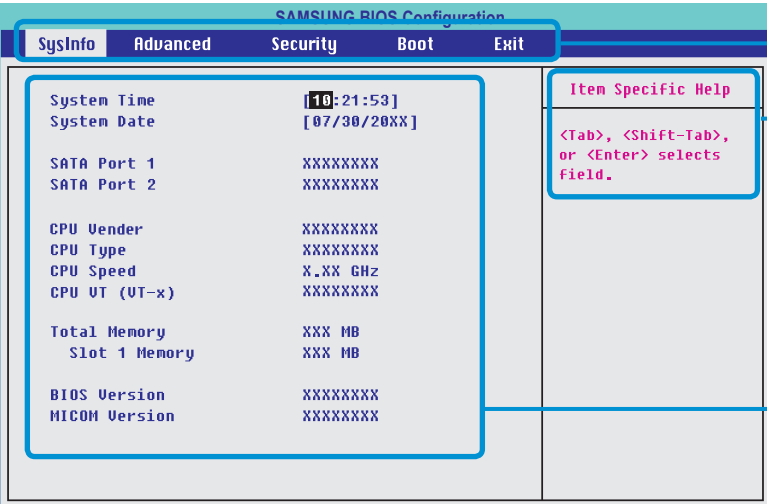 SAMSUNG BIOS Configuration
SysInfo Advanced Security Boot Exit
System Time [10:21:53]
System Date [07/30/20XX]
SATA Port 1 XXXXXXXX
SATA Port 2 XXXXXXXX
CPU Vender XXXXXXXX
CPU Type XXXXXXXX
CPU Speed X.XX GHz
CPU VT (VT-x) XXXXXXXX
Total Memory XXX MB
Slot 1 Memory XXX MB
BIOS Version XXXXXXXX
MICOM Version XXXXXXXX
Item Specific Help
<Tab>, <Shift-Tab>,
or <Enter> selects
field.